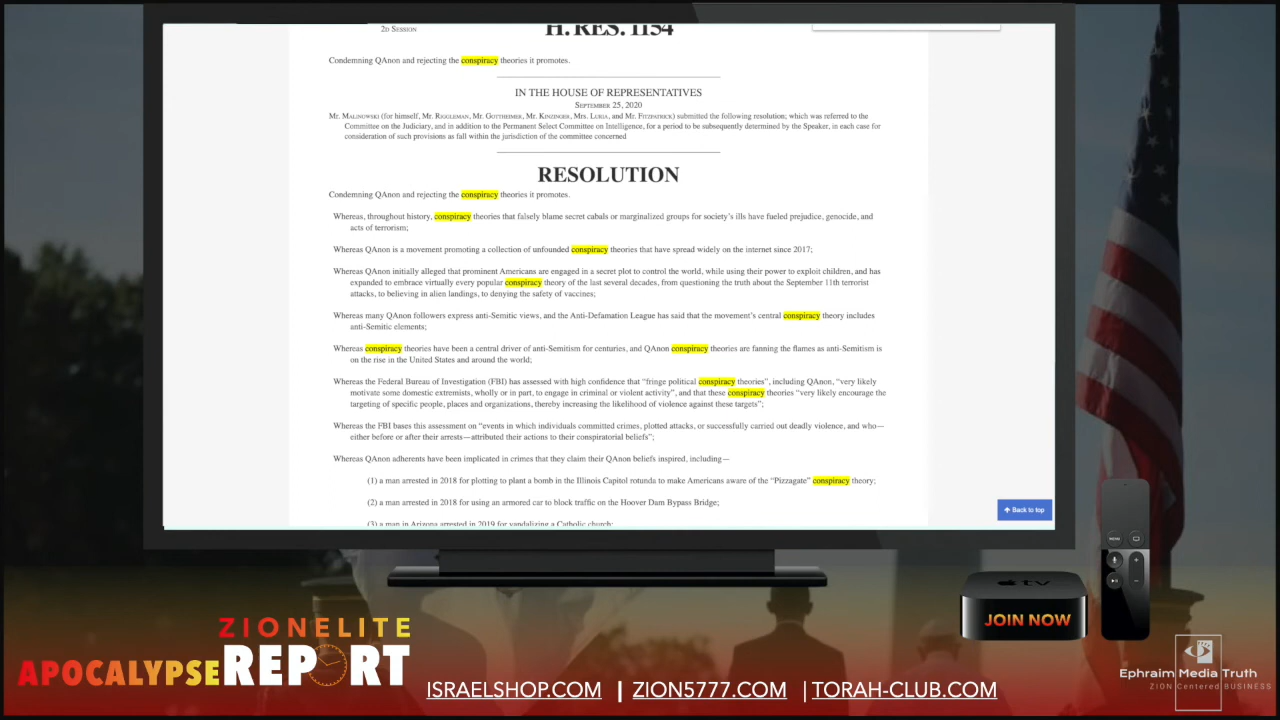 2D SESSION
H. RES. 1154
Condemning QAnon and rejecting the conspiracy theories it promotes.
IN THE HOUSE OF REPRESENTATIVES
SEPTEMBER 25, 2020
Mr. MALINOWSKI (for himself, Mr. RIGGLEMAN, Mr. GOTTHEIMER, Mr. KINZINGER, Mrs. LURIA, and Mr. FITZPATRICK) submitted the following resolution; which was referred to the
Committee on the Judiciary, and in addition to the Permanent Select Committee on Intelligence, for a period to be subsequently determined by the Speaker, in each case for
consideration of such provisions as fall within the jurisdiction of the committee concerned
RESOLUTION
Condemning QAnon and rejecting the conspiracy theories it promotes.
Whereas, throughout history, conspiracy theories that falsely blame secret cabals or marginalized groups for society's ills have fueled prejudice, genocide, and
acts of terrorism;
Whereas QAnon is a movement promoting a collection of unfounded conspiracy theories that have spread widely on the internet since 2017;
Whereas QAnon initially alleged that prominent Americans are engaged in a secret plot to control the world, while using their power to exploit children, and has
expanded to embrace virtually every popular conspiracy theory of the last several decades, from questioning the truth about the September 11th terrorist
attacks, to believing in alien landings, to denying the safety of vaccines;
Whereas many QAnon followers express anti-Semitic views, and the Anti-Defamation League has said that the movement's central conspiracy theory includes
anti-Semitic elements;
Whereas conspiracy theories have been a central driver of anti-Semitism for centuries, and QAnon conspiracy theories are fanning the flames as anti-Semitism is
on the rise in the United States and around the world;
Whereas the Federal Bureau of Investigation (FBI) has assessed with high confidence that "fringe political conspiracy theories", including QAnon, "very likely
motivate some domestic extremists, wholly or in part, to engage in criminal or violent activity", and that these conspiracy theories "very likely encourage the
targeting of specific people, places and organizations, thereby increasing the likelihood of violence against these targets";
Whereas the FBI bases this assessment on "events in which individuals committed crimes, plotted attacks, or successfully carried out deadly violence, and who—
either before or after their arrests—attributed their actions to their conspiratorial beliefs";
Whereas QAnon adherents have been implicated in crimes that they claim their QAnon beliefs inspired, including—
(1) a man arrested in 2018 for plotting to plant a bomb in the Illinois Capitol rotunda to make Americans aware of the "Pizzagate" conspiracy theory;
(2) a man arrested in 2018 for using an armored car to block traffic on the Hoover Dam Bypass Bridge;
(3) a man in Arizona arrested in 2019 for vandalizing a Catholic church;
Back to top
MENU
tv
JOIN NOW
ZIONELITE
APOCALYPSE REPORT
ISRAELSHOP.COM | ZION5777.COM | TORAH-CLUB.COM
Ephraim Media Truth
ZION Centered BUSINESS